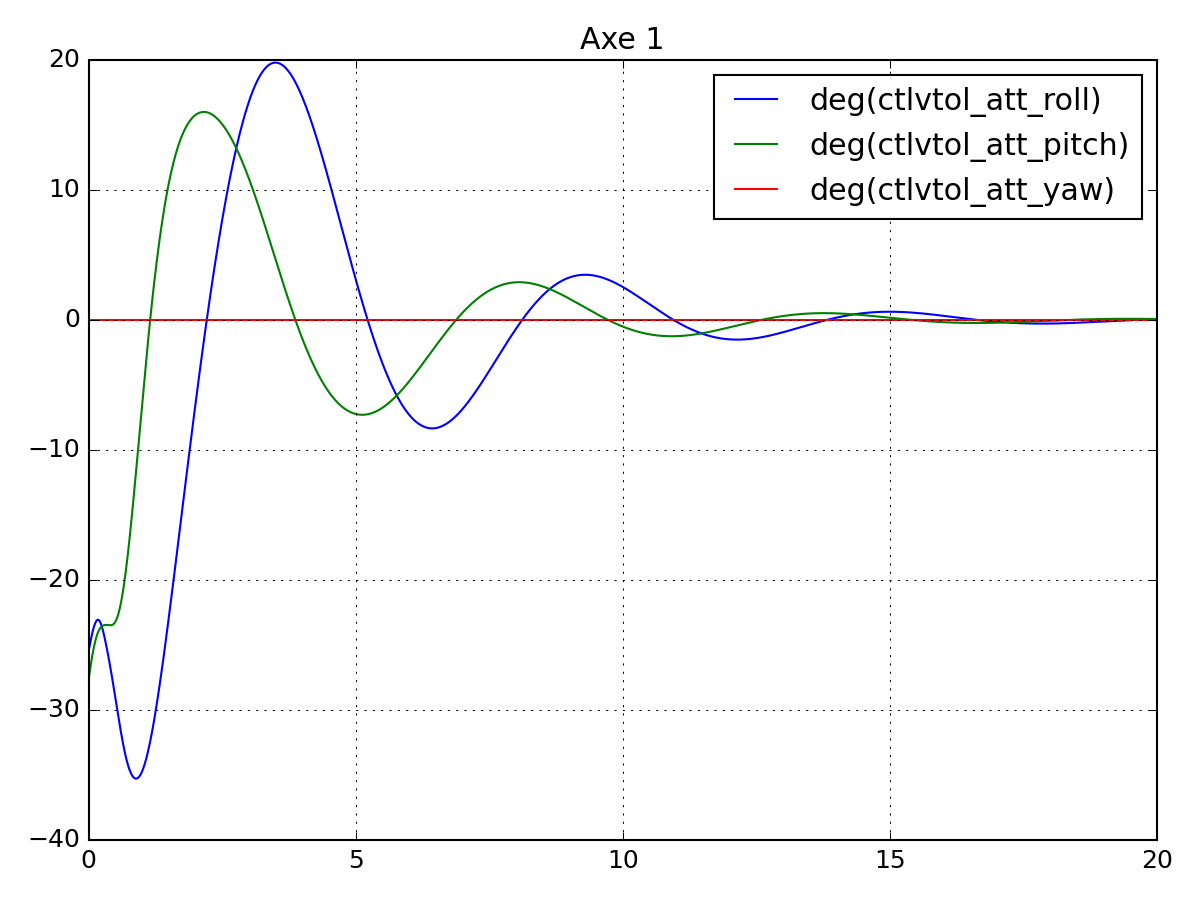 Axe 1
20
10
0
−10
−20
−30
−40
0 5 10 15 20
deg(ctlvtol_att_roll)
deg(ctlvtol_att_pitch)
deg(ctlvtol_att_yaw)